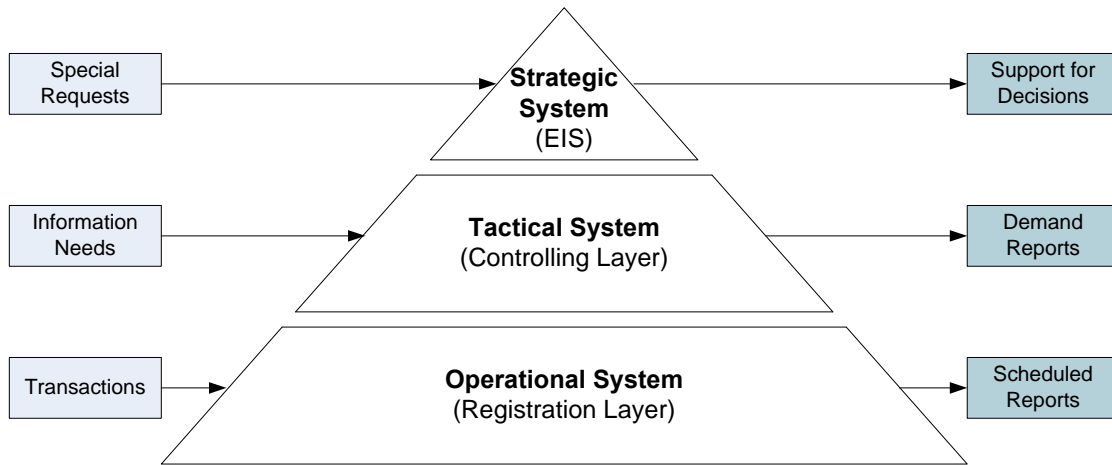 Special
Requests
Strategic
System
(EIS)
Support for
Decisions
Information
Needs
Tactical System
(Controlling Layer)
Demand
Reports
Transactions
Operational System
(Registration Layer)
Scheduled
Reports